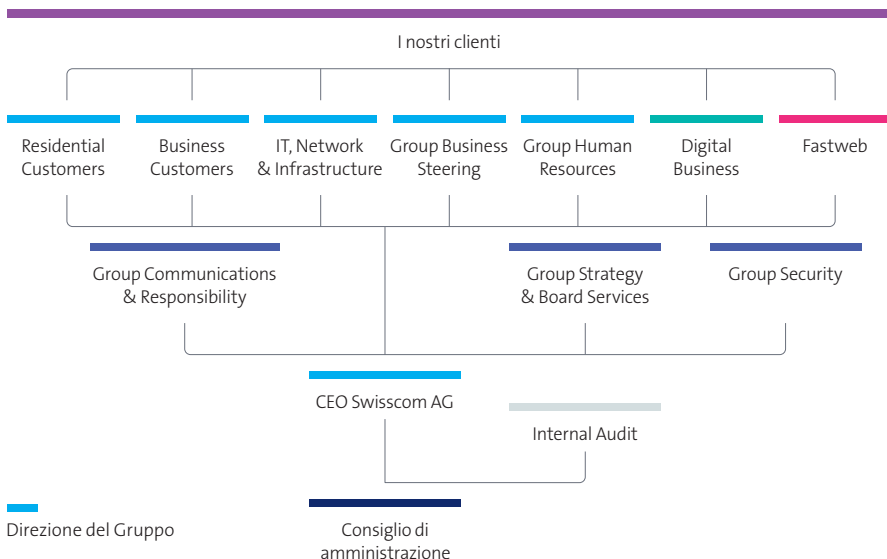 I nostri clienti
Residential
Customers
Business
Customers
IT, Network
& Infrastructure
Group Business
Steering
Group Human
Resources
Digital
Business
Fastweb
Group Communications
& Responsibility
Group Strategy
& Board Services
Group Security
CEO Swisscom AG
Internal Audit
Direzione del Gruppo
Consiglio di
amministrazione